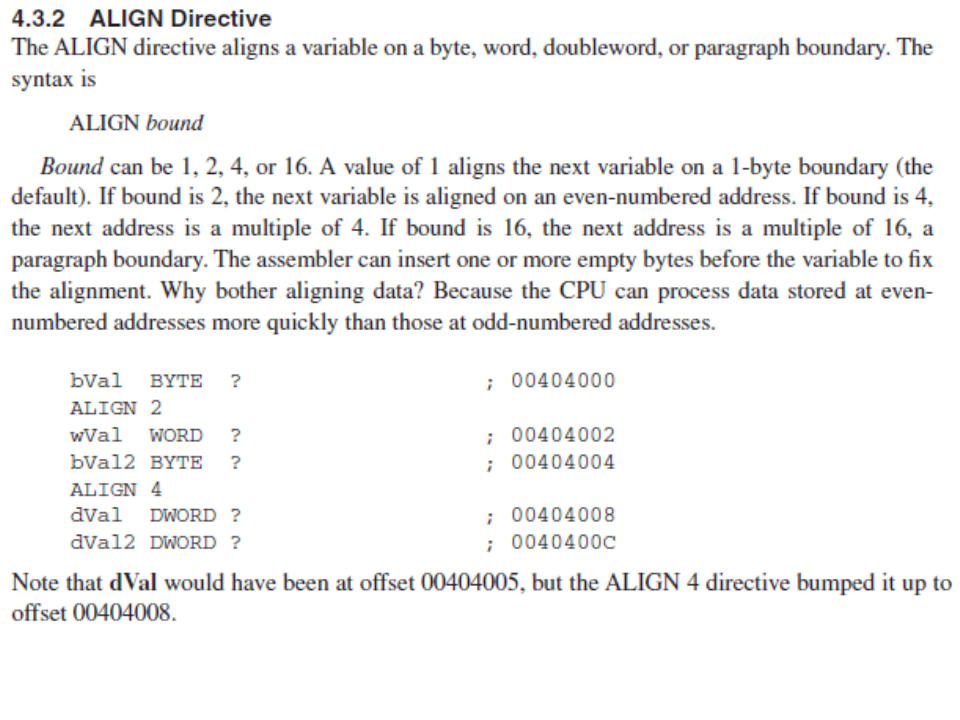 4.3.2 ALIGN Directive
The ALIGN directive aligns a variable on a byte, word, doubleword, or paragraph boundary. The
syntax is
ALIGN bound
Bound can be 1, 2, 4, or 16. A value of 1 aligns the next variable on a 1-byte boundary (the
default). If bound is 2, the next variable is aligned on an even-numbered address. If bound is 4,
the next address is a multiple of 4. If bound is 16, the next address is a multiple of 16, a
paragraph boundary. The assembler can insert one or more empty bytes before the variable to fix
the alignment. Why bother aligning data? Because the CPU can process data stored at even-
numbered addresses more quickly than those at odd-numbered addresses.
bVal BYTE ? ; 00404000
ALIGN 2
wVal WORD ? ; 00404002
bVal2 BYTE ? ; 00404004
ALIGN 4
dVal DWORD ? ; 00404008
dVal2 DWORD ? ; 0040400C
Note that dVal would have been at offset 00404005, but the ALIGN 4 directive bumped it up to
offset 00404008.